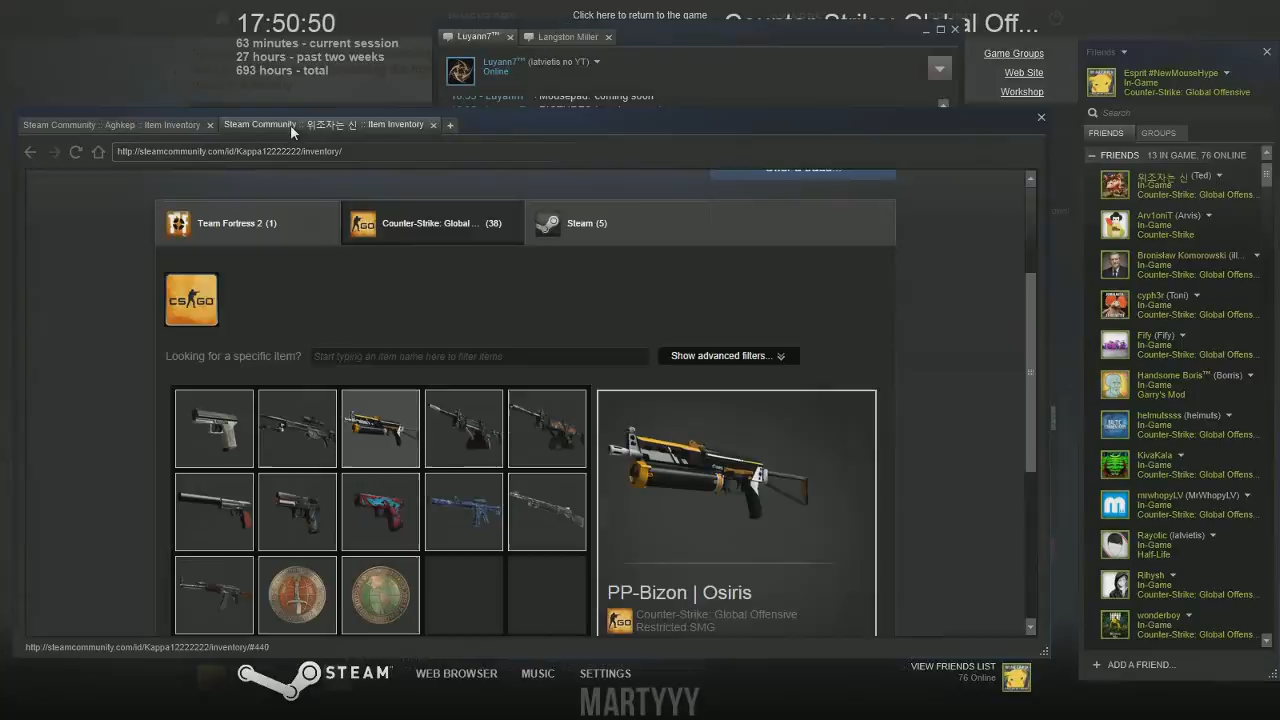 17:50:50
63 minutes - current session
27 hours - past two weeks
693 hours - total
Click here to return to the game
Counter-Strike: Global Off...
Luyann7™
Langston Miller
Luyann7™ (latvietis no YT)
Online
Mousepad: coming soon
Game Groups
Web Site
Workshop
Steam Community :: Aghkep :: Item Inventory
Steam Community :: 위조자는 신 :: Item Inventory
http://steamcommunity.com/id/Kappa12222222/inventory/
Team Fortress 2 (1)
Counter-Strike: Global ... (38)
Steam (5)
CS GO
Looking for a specific item?
Start typing an item name here to filter items
Show advanced filters...
PP-Bizon | Osiris
GO
Counter-Strike: Global Offensive
Restricted SMG
http://steamcommunity.com/id/Kappa12222222/inventory/#440
STEAM™
WEB BROWSER
MUSIC
SETTINGS
VIEW FRIENDS LIST
76 Online
MARTYYY
Friends
Esprit #NewMouseHype
In-Game
Counter-Strike: Global Offensive
Search
FRIENDS
GROUPS
FRIENDS 13 IN GAME, 76 ONLINE
위조자는 신 (Ted)
In-Game
Counter-Strike: Global Offens...
Arv1oniT (Arvis)
In-Game
Counter-Strike
Bronisław Komorowski (ill...
In-Game
Counter-Strike: Global Offens...
cyph3r (Toni)
In-Game
Counter-Strike: Global Offens...
Fify (Fify)
In-Game
Counter-Strike: Global Offens...
Handsome Boris™ (Borris)
In-Game
Garry's Mod
helmutssss (helmuts)
In-Game
Counter-Strike: Global Offens...
KivaKala
In-Game
Counter-Strike: Global Offens...
mrwhopyLV (MrWhopyLV)
In-Game
Counter-Strike: Global Offens...
Rayotic (latvietis)
In-Game
Half-Life
Rihysh
In-Game
Counter-Strike: Global Offens...
wonderboy
In-Game
Counter-Strike: Global Offens...
ADD A FRIEND...